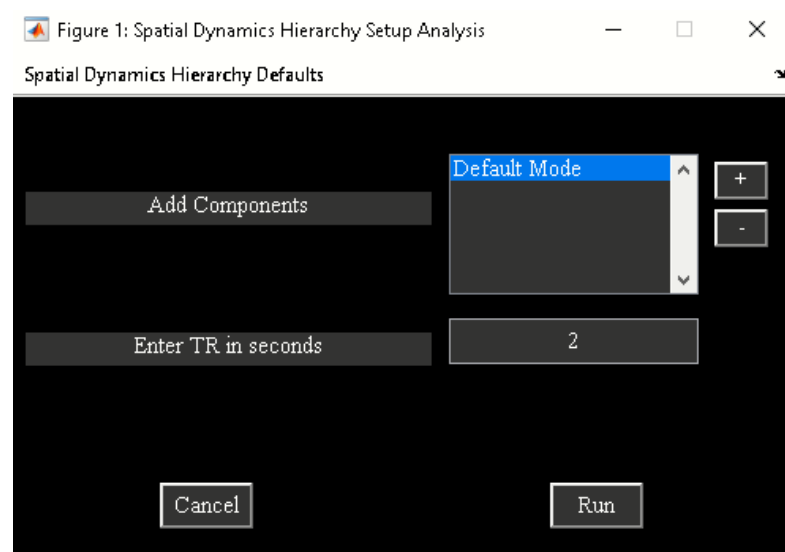 Figure 1: Spatial Dynamics Hierarchy Setup Analysis
Spatial Dynamics Hierarchy Defaults
Add Components
Default Mode
+
-
Enter TR in seconds
2
Cancel
Run